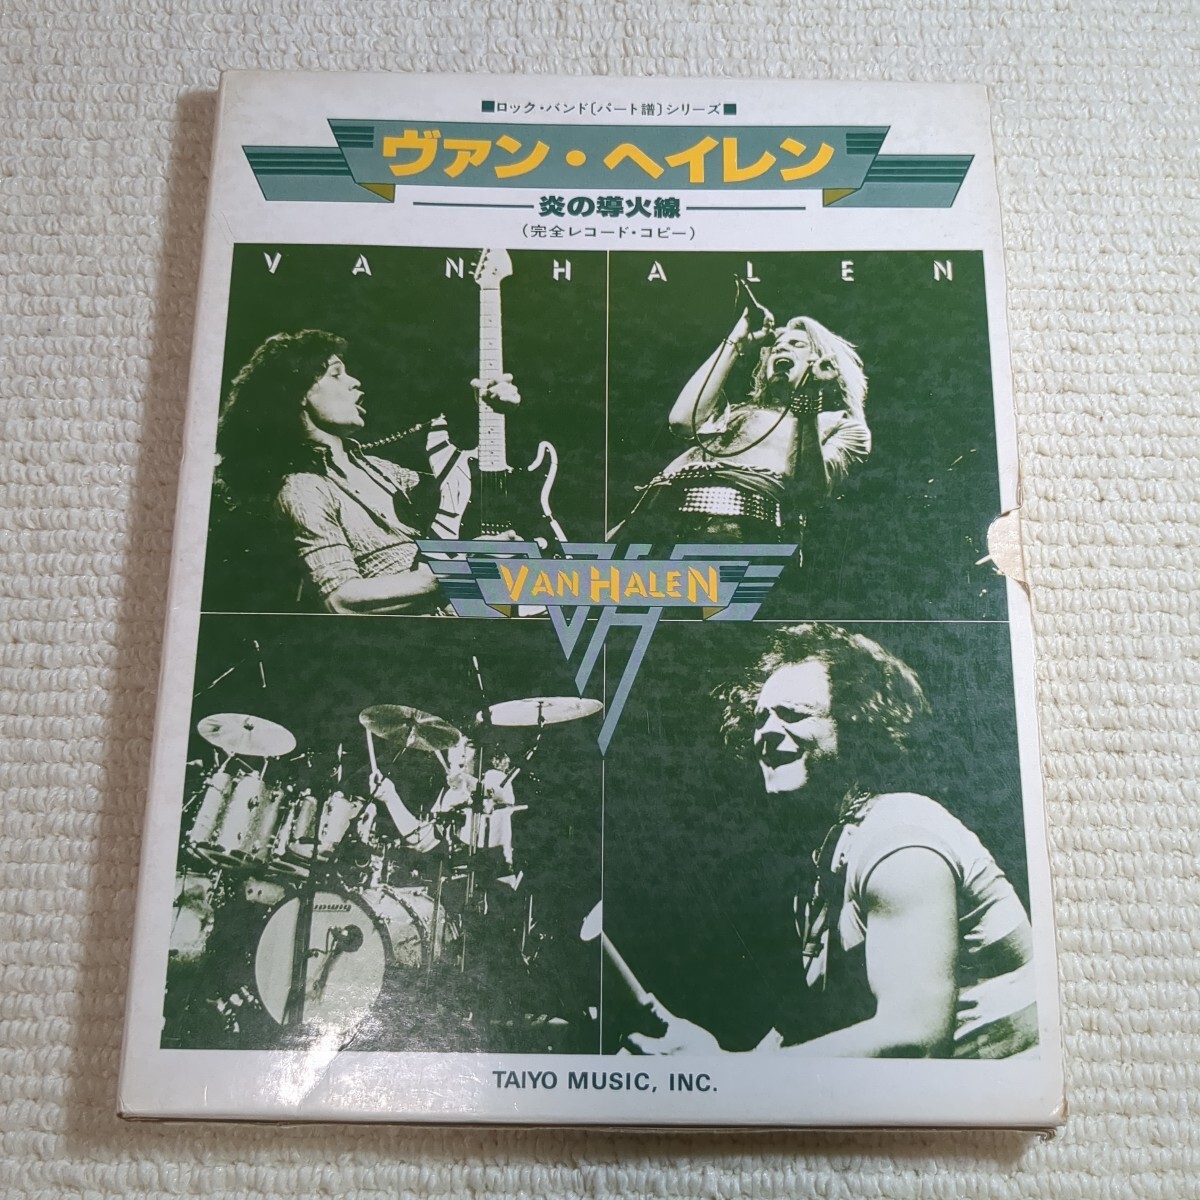 ■ロック・バンド〔パート譜〕シリーズ■
ヴァン・ヘイレン
炎の導火線
(完全レコード・コピー)
VAN HALEN
VAN HALEN
Ludwig
TAIYO MUSIC, INC.